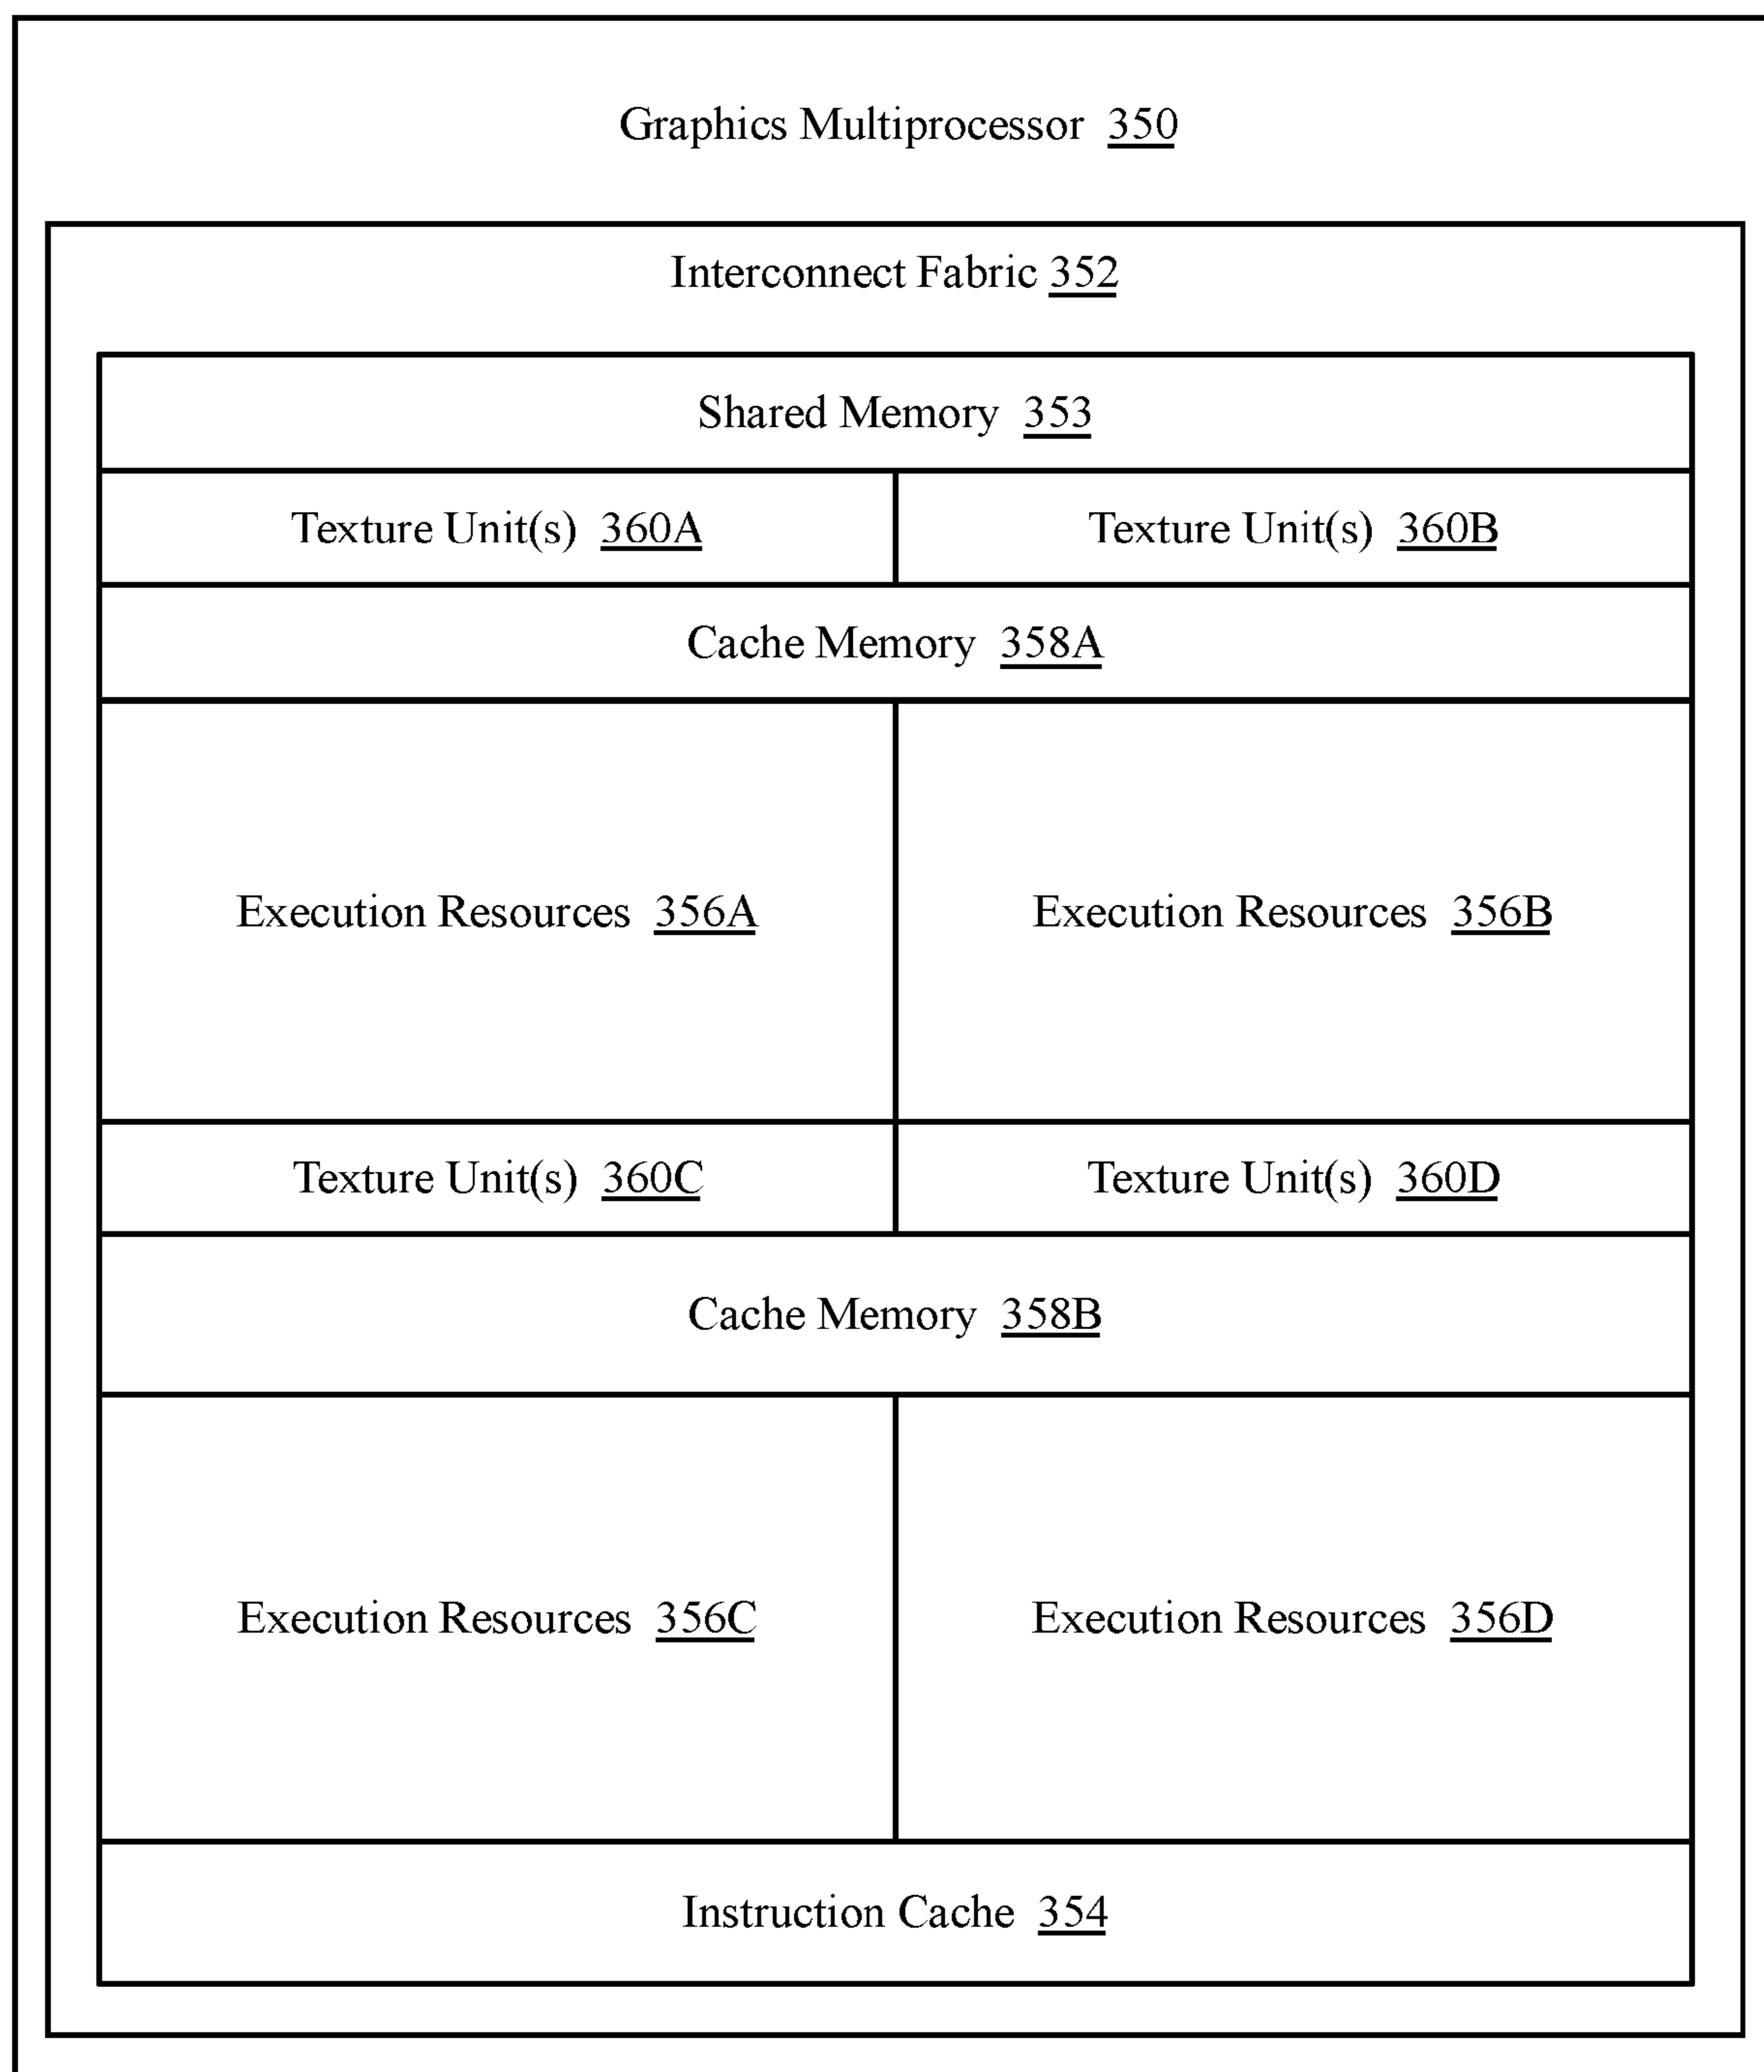 Graphics Multiprocessor 350
Interconnect Fabric 352
Shared Memory 353
Texture Unit(s) 360A
Texture Unit(s) 360B
Cache Memory 358A
Execution Resources 356A
Execution Resources 356B
Texture Unit(s) 360C
Texture Unit(s) 360D
Cache Memory 358B
Execution Resources 356C
Execution Resources 356D
Instruction Cache 354